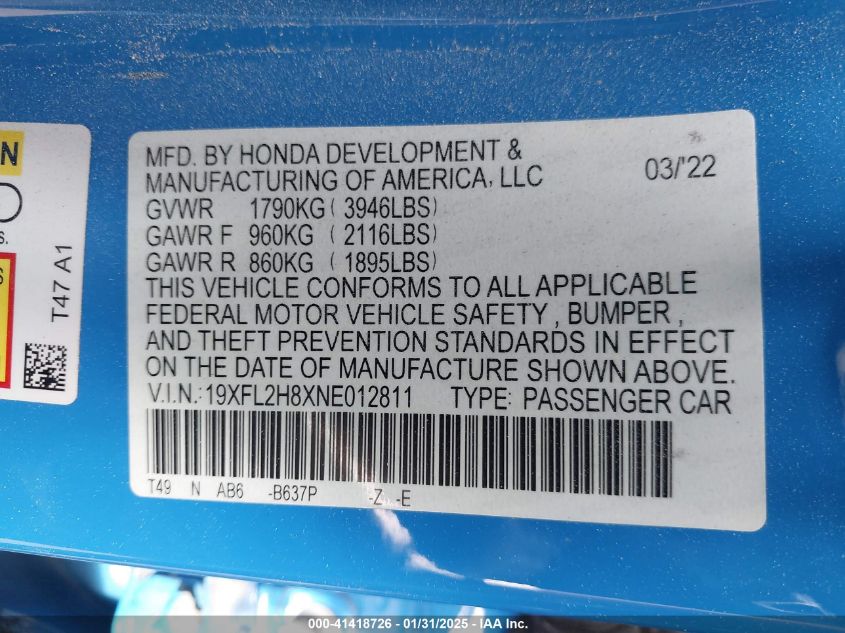 N
S.
S
T47 A1
MFD. BY HONDA DEVELOPMENT &
MANUFACTURING OF AMERICA, LLC 03/'22
GVWR 1790KG ( 3946LBS)
GAWR F 960KG ( 2116LBS)
GAWR R 860KG ( 1895LBS)
THIS VEHICLE CONFORMS TO ALL APPLICABLE
FEDERAL MOTOR VEHICLE SAFETY , BUMPER ,
AND THEFT PREVENTION STANDARDS IN EFFECT
ON THE DATE OF MANUFACTURE SHOWN ABOVE.
V.I.N.: 19XFL2H8XNE012811 TYPE: PASSENGER CAR
T49 N AB6 -B637P -Z -E
000-41418726 - 01/31/2025 - IAA Inc.